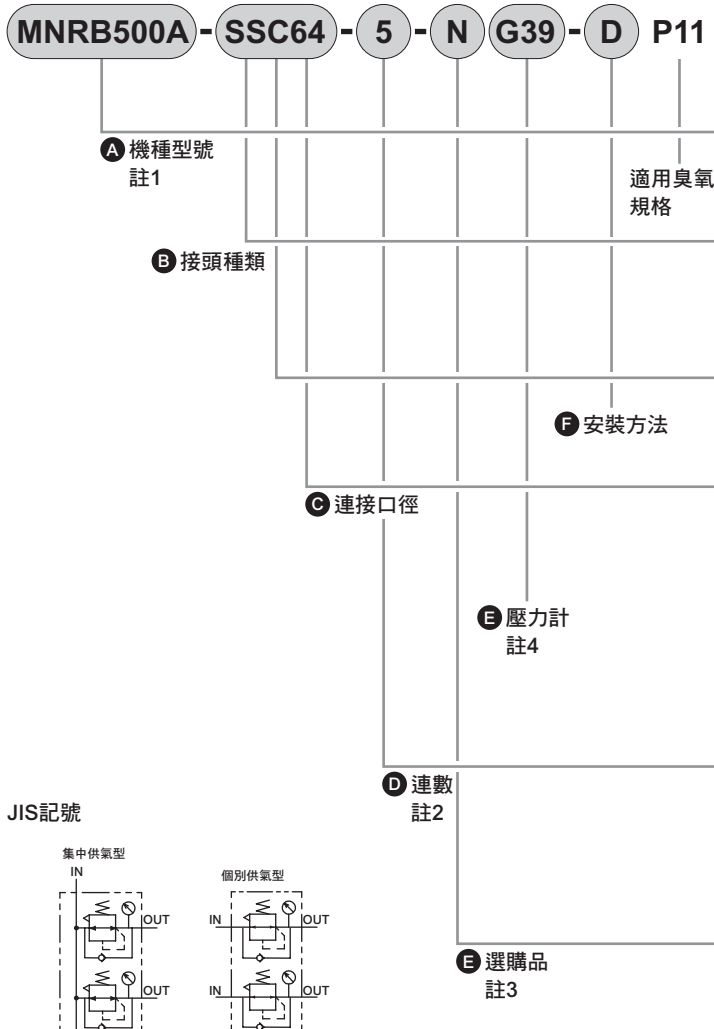 MNRB500A - SSC64 - 5 - N G39 - D P11
A 機種型號
註1
適用臭氧
規格
B 接頭種類
F 安裝方法
C 連接口徑
E 壓力計
註4
D 連數
註2
JIS記號
集中供氣型
IN
個別供氣型
OUT
IN
OUT
OUT
IN
OUT
E 選購品
註3